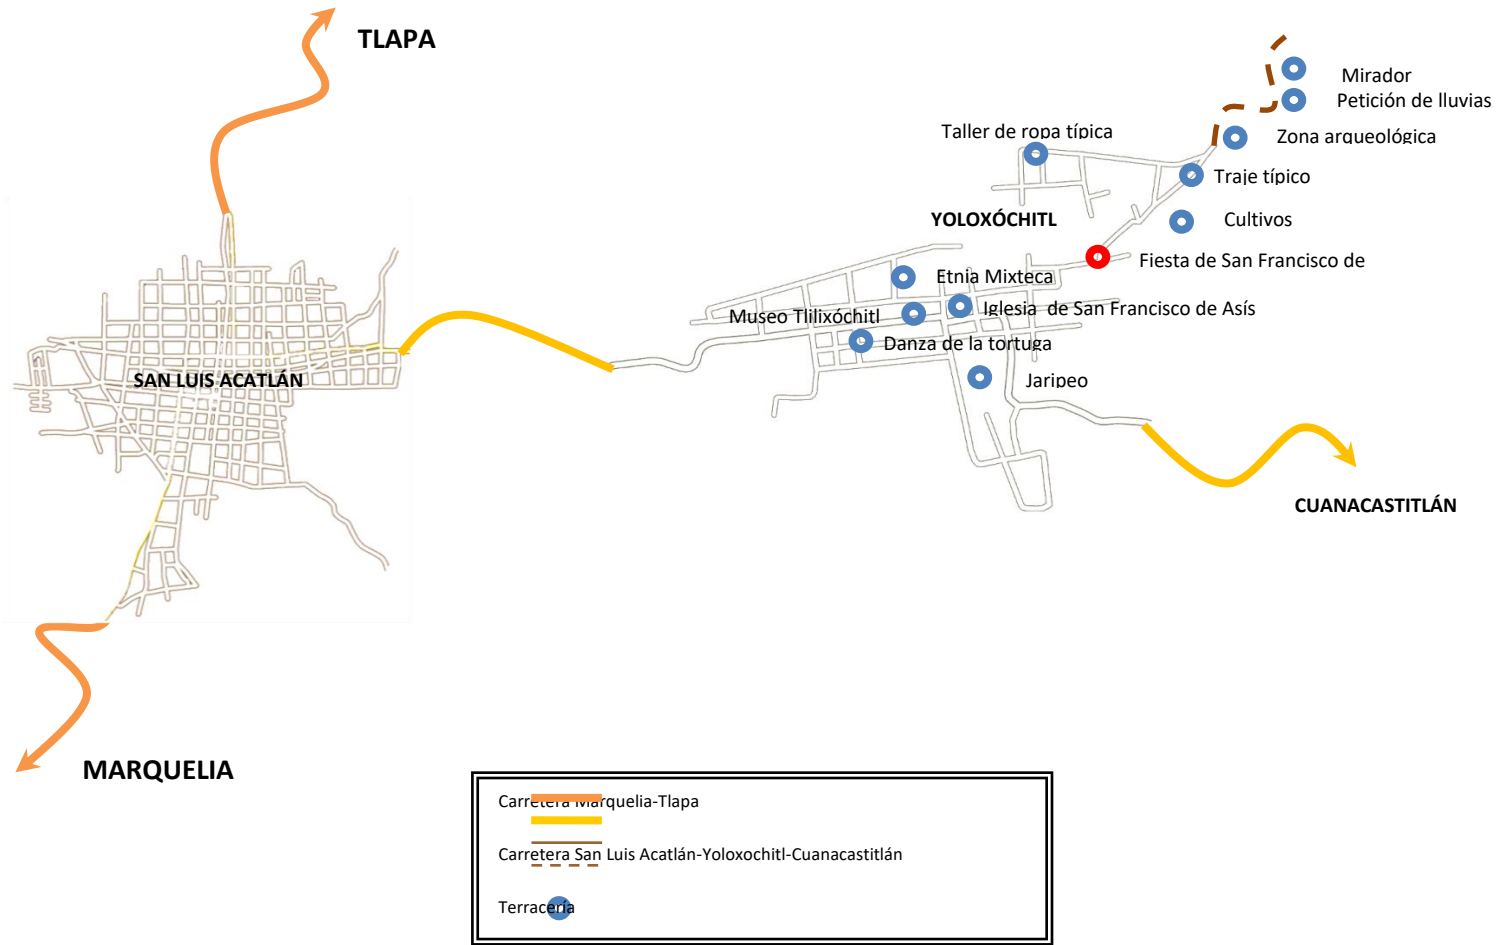 TLAPA
Mirador
Petición de lluvias
Taller de ropa típica
Zona arqueológica
Traje típico
YOLOXÓCHITL
Cultivos
Fiesta de San Francisco de
Etnia Mixteca
Museo Tlilixóchitl
Iglesia de San Francisco de Asís
Danza de la tortuga
SAN LUIS ACATLÁN
Jaripeo
CUANACASTITLÁN
MARQUELIA
Carretera Marquelia-Tlapa
Carretera San Luis Acatlán-Yoloxochitl-Cuanacastitlán
Terracería